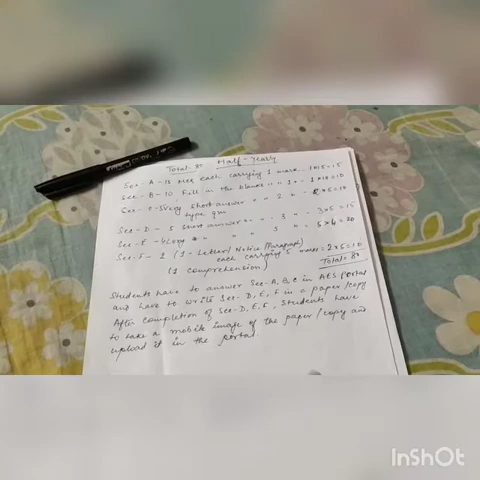 Total: 80 Half-Yearly
Sec-A-15 MCQ each carrying 1 mark 1×15=15
Sec-B-10, Fill in the blanks " " 1 " - 1×10=10
Sec- 5 very short answer " " 2 " - 2×5=10
type qn
Sec-D- 5 short answer " " 3 " 3×5=15
Sec-E-4 Long " " 5 " 5×4=20
Sec-F- 2 (1-Letter/Notice/Paragraph)
each carrying 5 marks=2×5=10
(1 comprehension)
Total=80
Students have to answer Sec-A,B,C in AES portal
and have to write Sec-D,E,F in a paper/copy
After completion of Sec-D,E,F, Students have
to take a mobile image of the paper/copy and
upload it in the portal.
InShOt